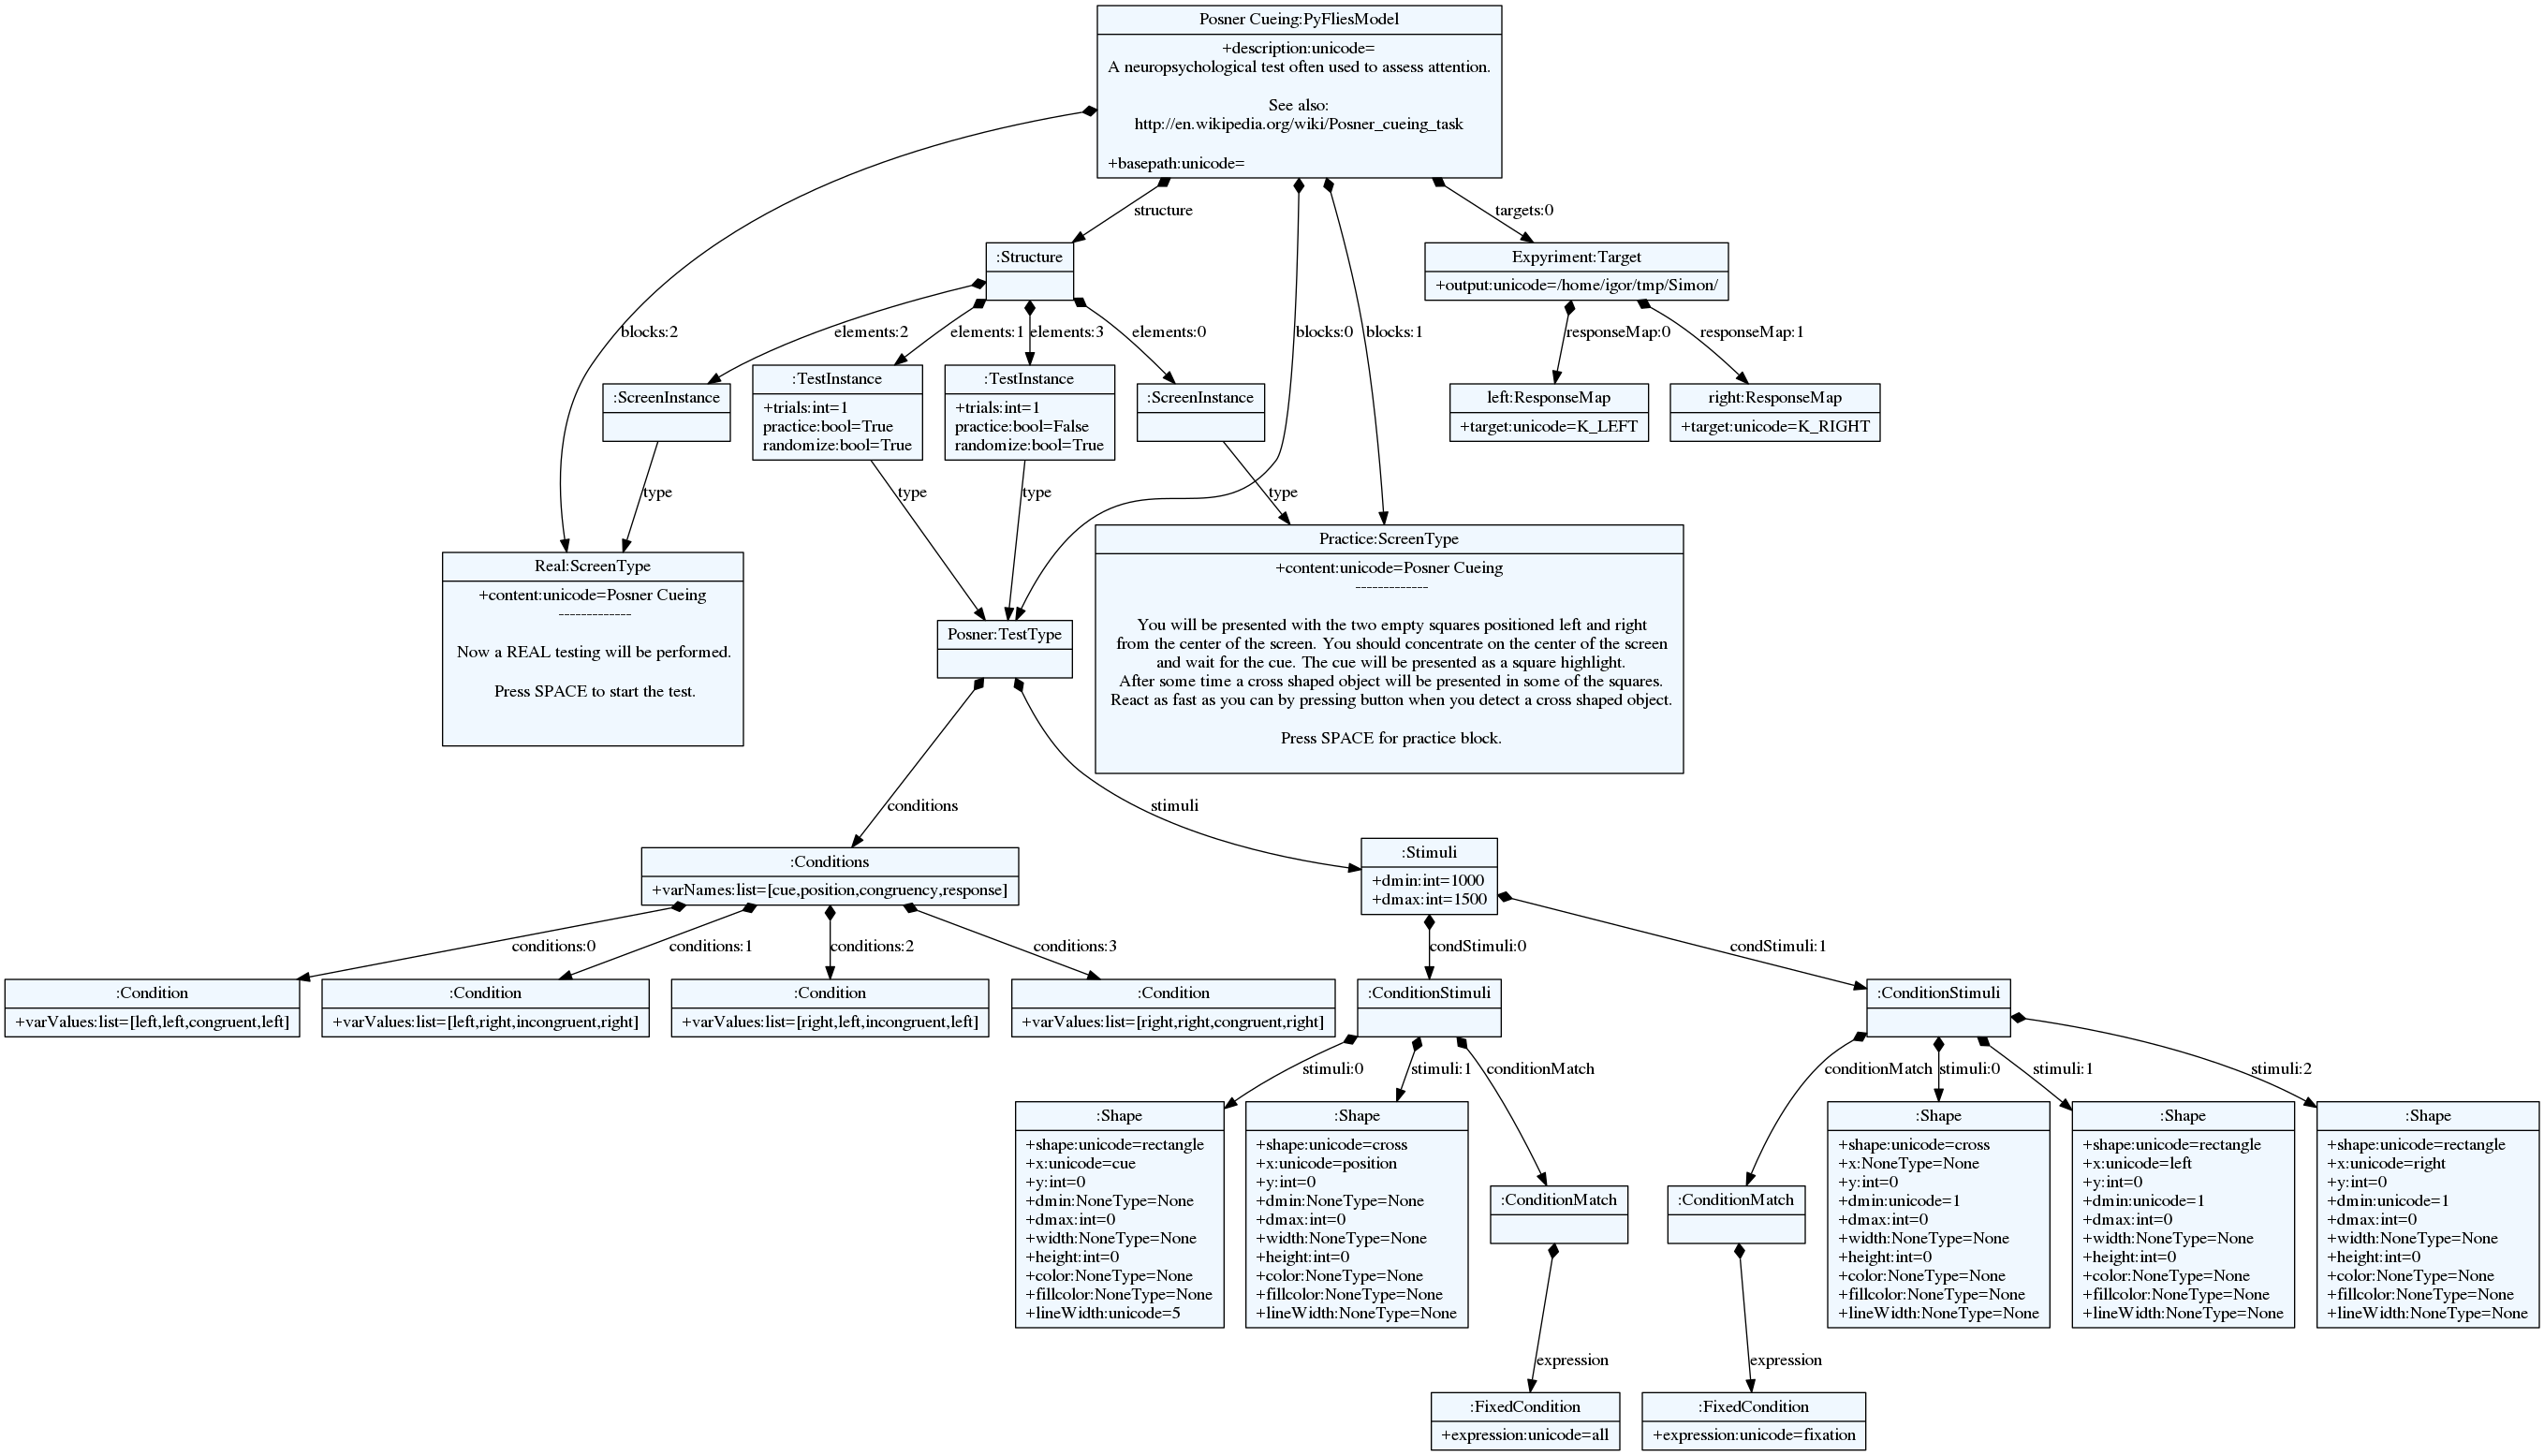 Posner Cueing:PyFliesModel
+description:unicode=
A neuropsychological test often used to assess attention.
See also:
http://en.wikipedia.org/wiki/Posner_cueing_task
+basepath:unicode=
structure
targets:0
:Structure
Expyriment:Target
+output:unicode=/home/igor/tmp/Simon/
blocks:2
elements:2
elements:1
elements:3
elements:0
blocks:0
blocks:1
responseMap:0
responseMap:1
:ScreenInstance
:TestInstance
+trials:int=1
practice:bool=True
randomize:bool=True
:TestInstance
+trials:int=1
practice:bool=False
randomize:bool=True
:ScreenInstance
left:ResponseMap
+target:unicode=K_LEFT
right:ResponseMap
+target:unicode=K_RIGHT
type
type
type
type
Real:ScreenType
+content:unicode=Posner Cueing
-------------
Now a REAL testing will be performed.
Press SPACE to start the test.
Posner:TestType
Practice:ScreenType
+content:unicode=Posner Cueing
-------------
You will be presented with the two empty squares positioned left and right
from the center of the screen. You should concentrate on the center of the screen
and wait for the cue. The cue will be presented as a square highlight.
After some time a cross shaped object will be presented in some of the squares.
React as fast as you can by pressing button when you detect a cross shaped object.
Press SPACE for practice block.
conditions
stimuli
:Conditions
+varNames:list=[cue,position,congruency,response]
:Stimuli
+dmin:int=1000
+dmax:int=1500
conditions:0
conditions:1
conditions:2
conditions:3
condStimuli:0
condStimuli:1
:Condition
+varValues:list=[left,left,congruent,left]
:Condition
+varValues:list=[left,right,incongruent,right]
:Condition
+varValues:list=[right,left,incongruent,left]
:Condition
+varValues:list=[right,right,congruent,right]
:ConditionStimuli
:ConditionStimuli
stimuli:0
stimuli:1
conditionMatch
conditionMatch
stimuli:0
stimuli:1
stimuli:2
:Shape
+shape:unicode=rectangle
+x:unicode=cue
+y:int=0
+dmin:NoneType=None
+dmax:int=0
+width:NoneType=None
+height:int=0
+color:NoneType=None
+fillcolor:NoneType=None
+lineWidth:unicode=5
:Shape
+shape:unicode=cross
+x:unicode=position
+y:int=0
+dmin:NoneType=None
+dmax:int=0
+width:NoneType=None
+height:int=0
+color:NoneType=None
+fillcolor:NoneType=None
+lineWidth:NoneType=None
:ConditionMatch
:ConditionMatch
:Shape
+shape:unicode=cross
+x:NoneType=None
+y:int=0
+dmin:unicode=1
+dmax:int=0
+width:NoneType=None
+height:int=0
+color:NoneType=None
+fillcolor:NoneType=None
+lineWidth:NoneType=None
:Shape
+shape:unicode=rectangle
+x:unicode=left
+y:int=0
+dmin:unicode=1
+dmax:int=0
+width:NoneType=None
+height:int=0
+color:NoneType=None
+fillcolor:NoneType=None
+lineWidth:NoneType=None
:Shape
+shape:unicode=rectangle
+x:unicode=right
+y:int=0
+dmin:unicode=1
+dmax:int=0
+width:NoneType=None
+height:int=0
+color:NoneType=None
+fillcolor:NoneType=None
+lineWidth:NoneType=None
expression
expression
:FixedCondition
+expression:unicode=all
:FixedCondition
+expression:unicode=fixation